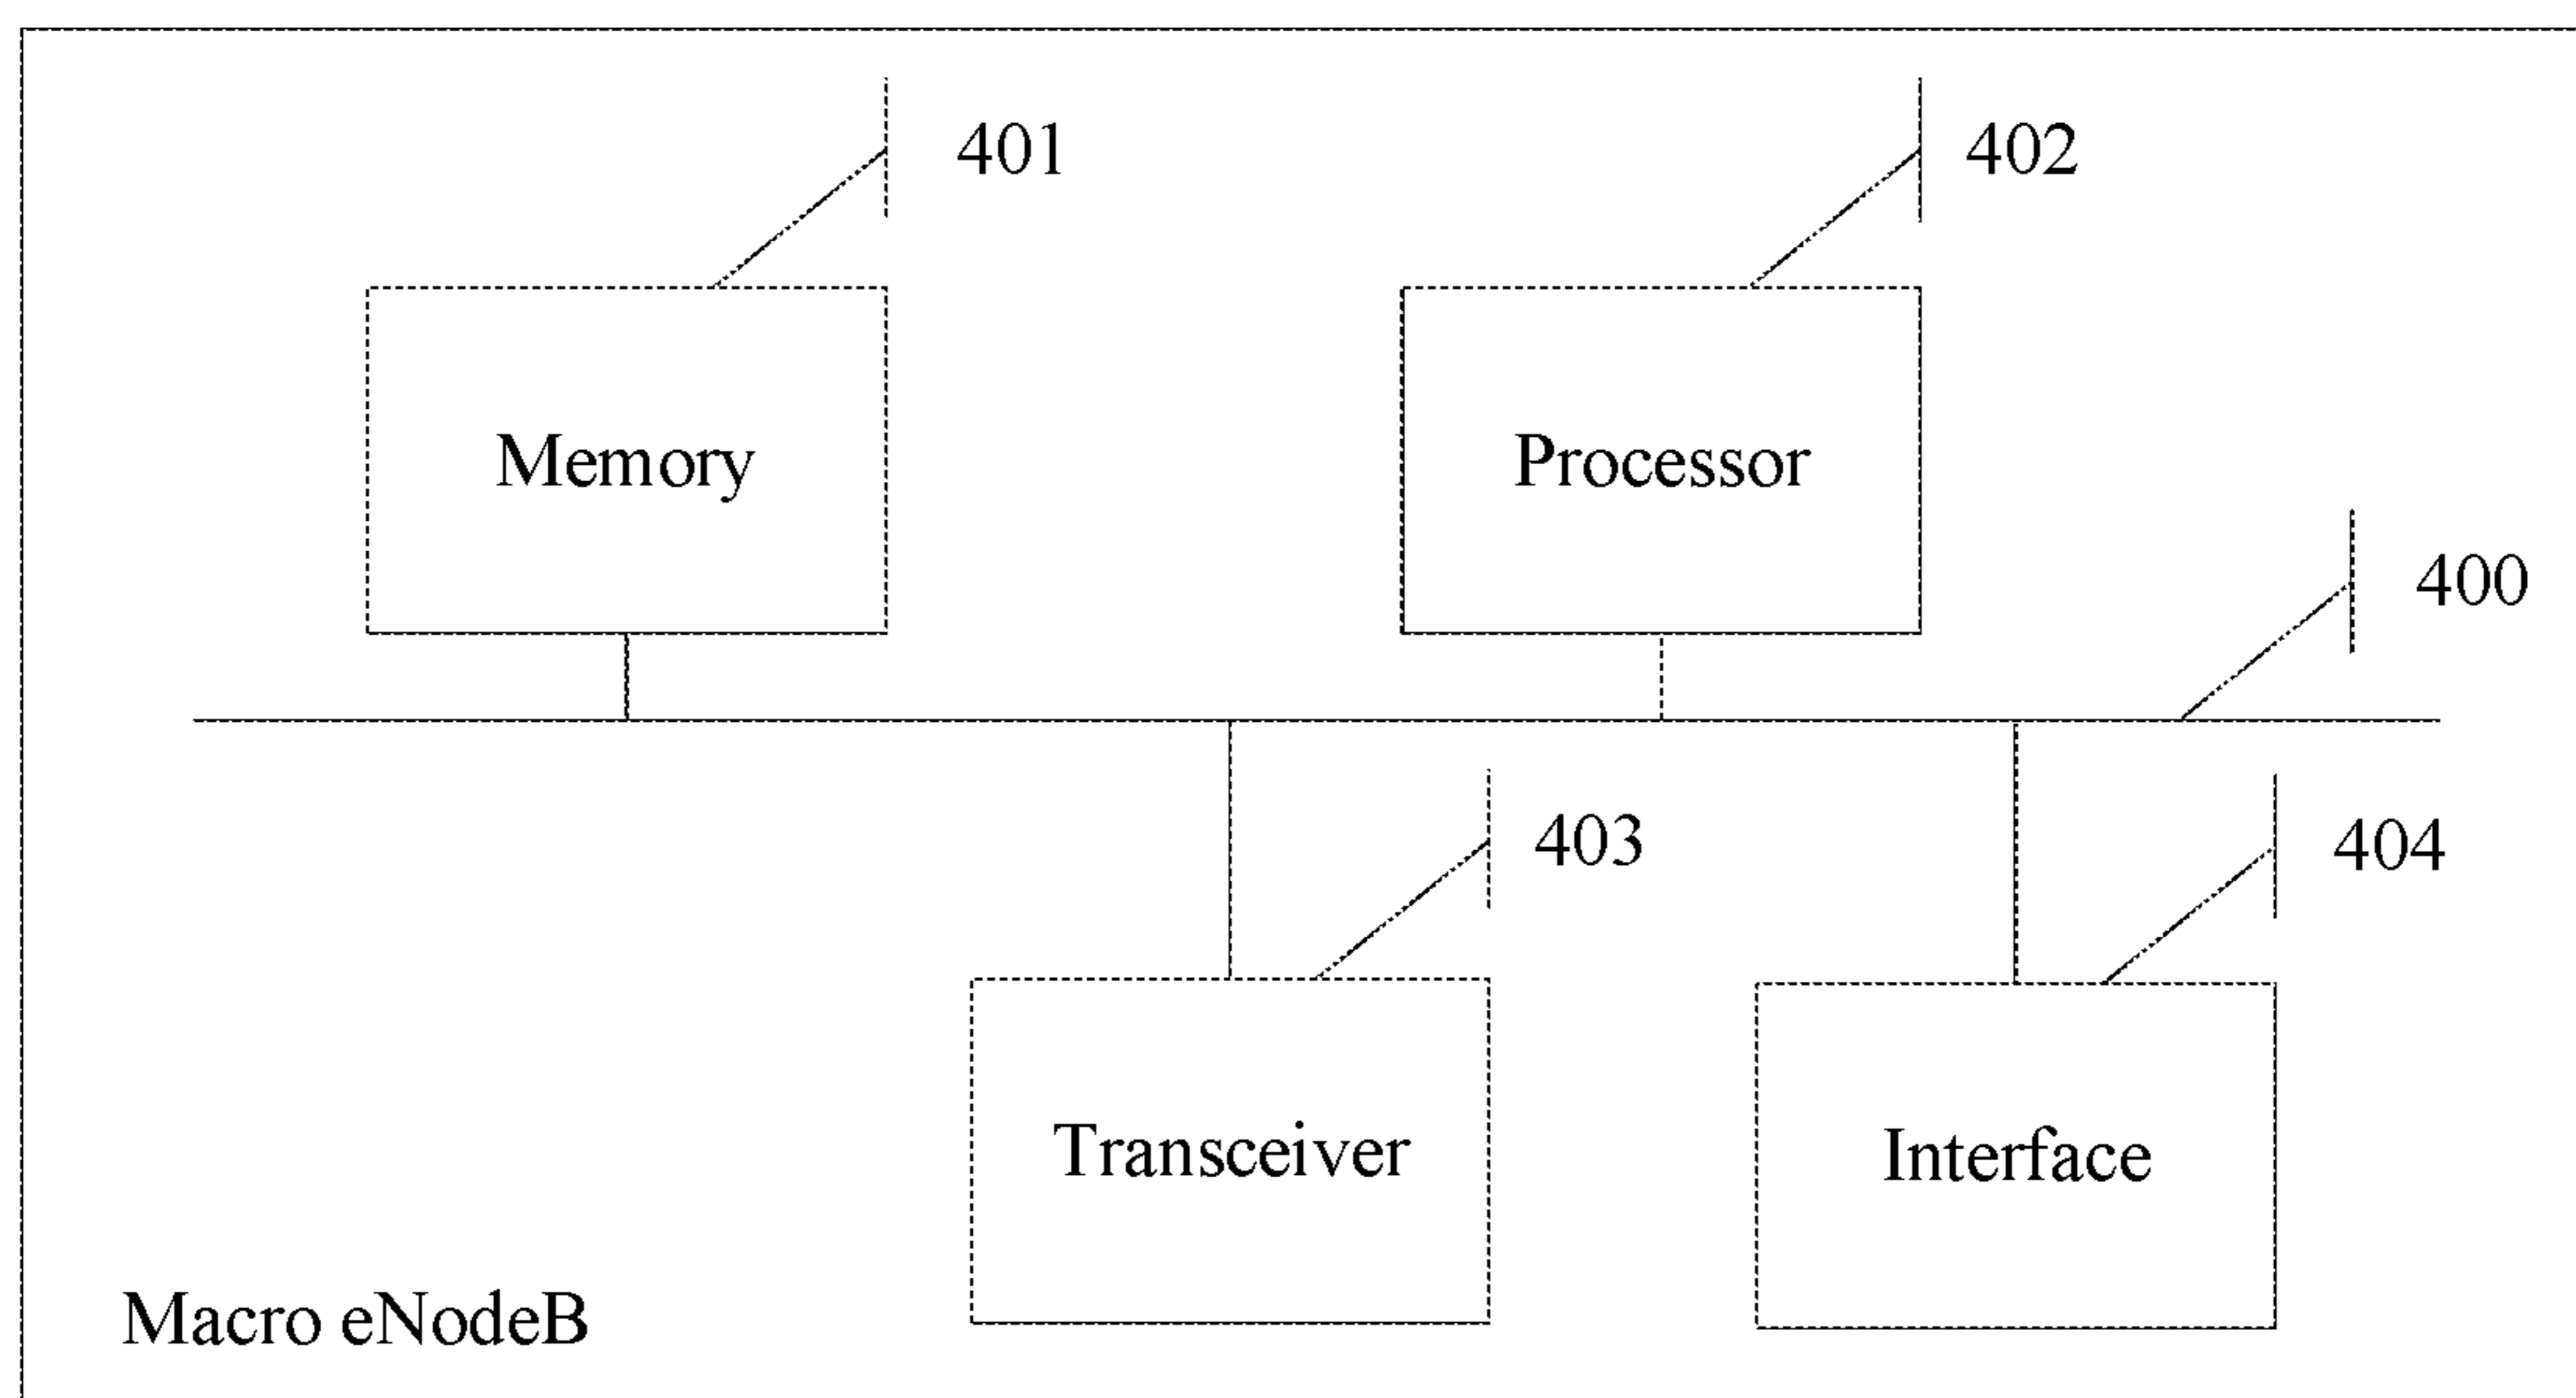 401
402
Memory
Processor
400
403
404
Transceiver
Interface
Macro eNodeB